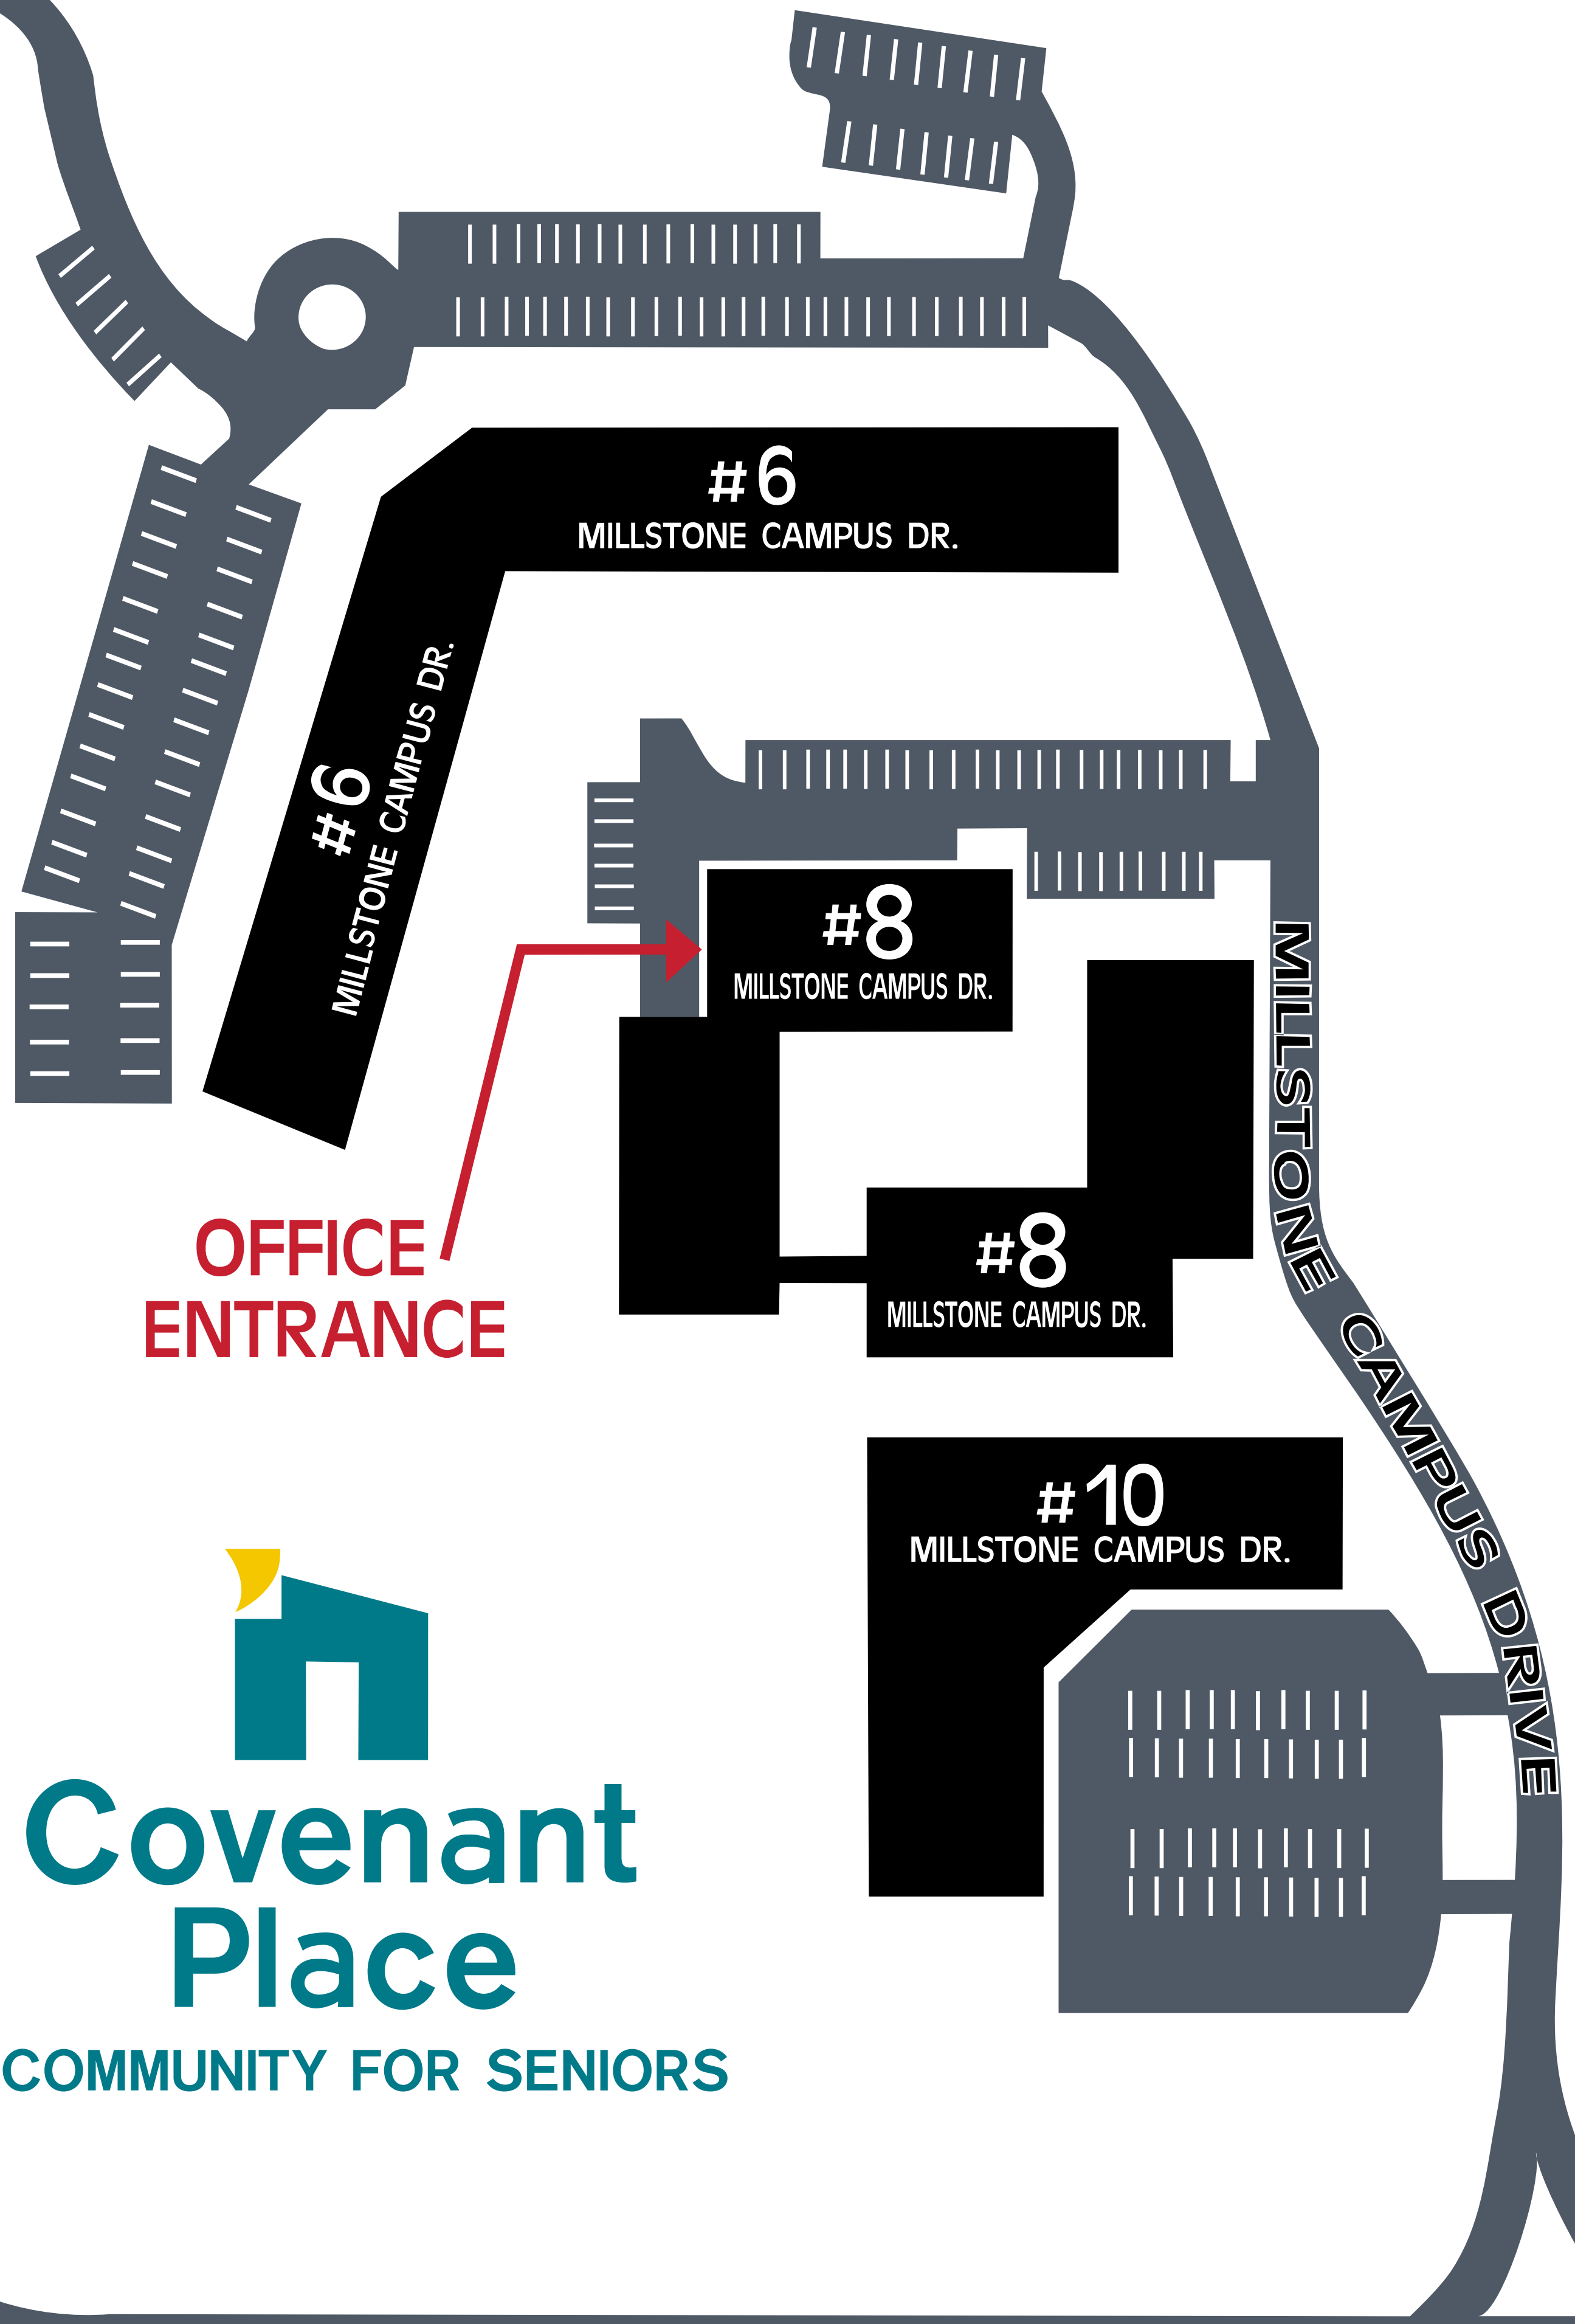 #6
MILLSTONE CAMPUS DR.
#6
MILLSTONE CAMPUS DR.
#8
MILLSTONE CAMPUS DR.
MILLSTONE CAMPUS DRIVE
OFFICE
ENTRANCE
#8
MILLSTONE CAMPUS DR.
#10
MILLSTONE CAMPUS DR.
Covenant
Place
COMMUNITY FOR SENIORS